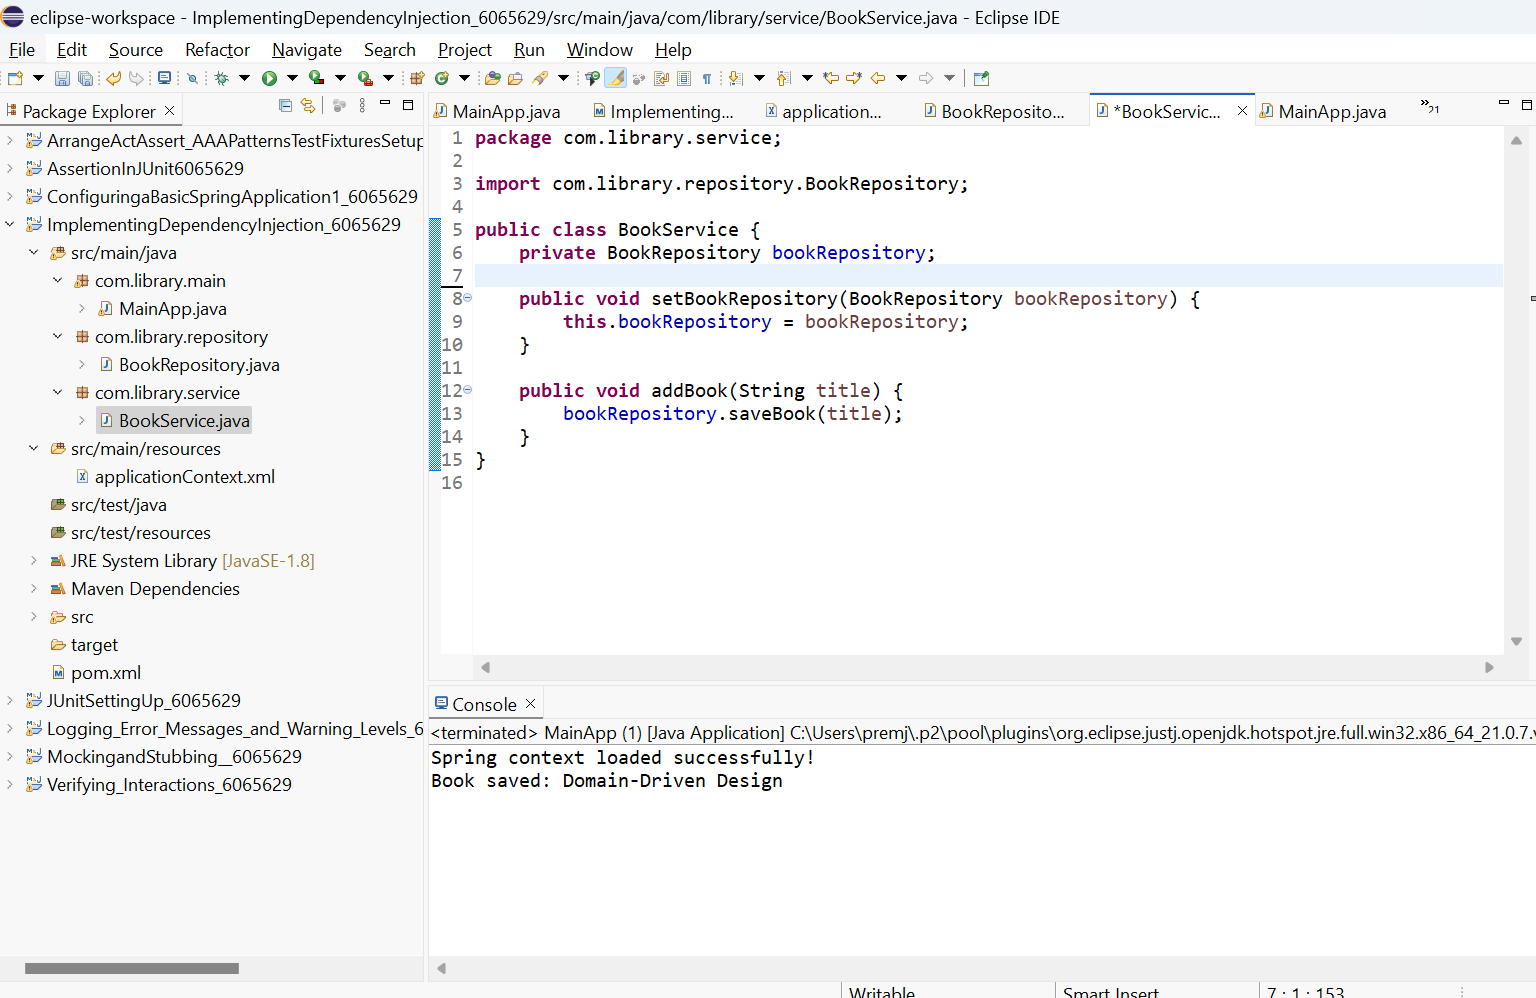 eclipse-workspace - ImplementingDependencyInjection_6065629/src/main/java/com/library/service/BookService.java - Eclipse IDE
File Edit Source Refactor Navigate Search Project Run Window Help
Package Explorer
ArrangeActAssert_AAAPatternsTestFixturesSetup
AssertionInJUnit6065629
ConfiguringaBasicSpringApplication1_6065629
ImplementingDependencyInjection_6065629
src/main/java
com.library.main
MainApp.java
com.library.repository
BookRepository.java
com.library.service
BookService.java
src/main/resources
applicationContext.xml
src/test/java
src/test/resources
JRE System Library [JavaSE-1.8]
Maven Dependencies
src
target
pom.xml
JUnitSettingUp_6065629
Logging_Error_Messages_and_Warning_Levels_6
MockingandStubbing__6065629
Verifying_Interactions_6065629
MainApp.java Implementing... application... BookReposito... *BookServic... MainApp.java »21
1 package com.library.service;
2
3 import com.library.repository.BookRepository;
4
5 public class BookService {
6 private BookRepository bookRepository;
7
8 public void setBookRepository(BookRepository bookRepository) {
9 this.bookRepository = bookRepository;
10 }
11
12 public void addBook(String title) {
13 bookRepository.saveBook(title);
14 }
15 }
16
Console
<terminated> MainApp (1) [Java Application] C:\Users\premj\.p2\pool\plugins\org.eclipse.justj.openjdk.hotspot.jre.full.win32.x86_64_21.0.7.v
Spring context loaded successfully!
Book saved: Domain-Driven Design
Writable Smart Insert 7 : 1 : 153